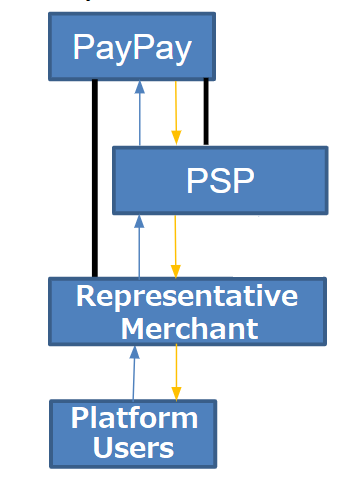 PayPay
PSP
Representative
Merchant
Platform
Users